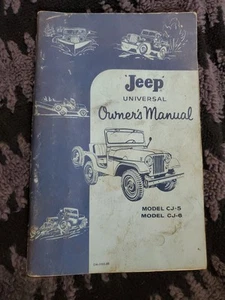 'Jeep'
UNIVERSAL
Owner's Manual
MODEL CJ-5
MODEL CJ-6